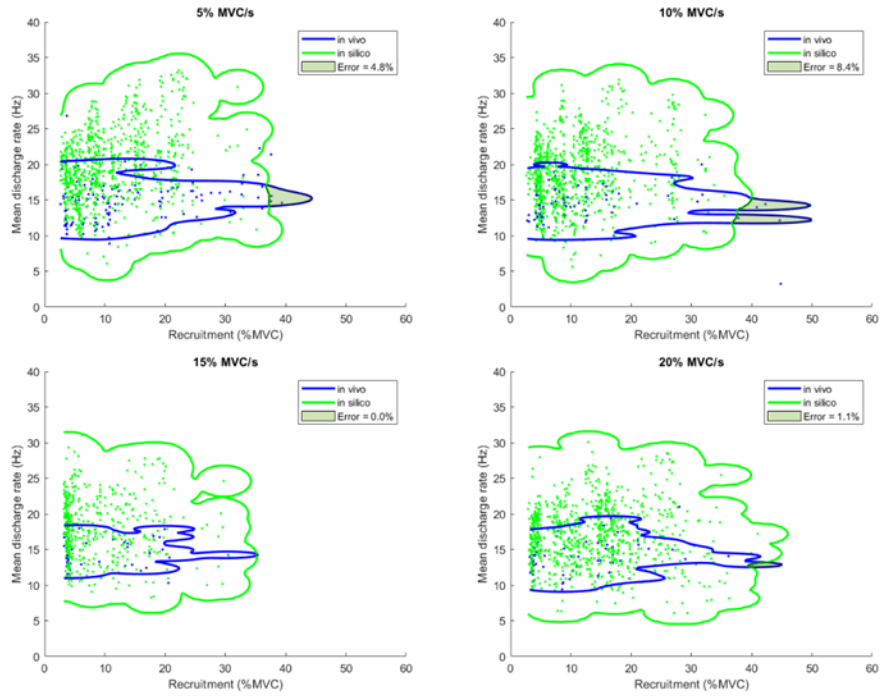 5% MVC/s
40
35
30
25
20
15
10
5
0
Mean discharge rate (Hz)
in vivo
in silico
Error = 4.8%
0 10 20 30 40 50 60
Recruitment (%MVC)
10% MVC/s
40
35
30
25
20
15
10
5
0
Mean discharge rate (Hz)
in vivo
in silico
Error = 8.4%
0 10 20 30 40 50 60
Recruitment (%MVC)
15% MVC/s
40
35
30
25
20
15
10
5
0
Mean discharge rate (Hz)
in vivo
in silico
Error = 0.0%
0 10 20 30 40 50 60
Recruitment (%MVC)
20% MVC/s
40
35
30
25
20
15
10
5
0
Mean discharge rate (Hz)
in vivo
in silico
Error = 1.1%
0 10 20 30 40 50 60
Recruitment (%MVC)